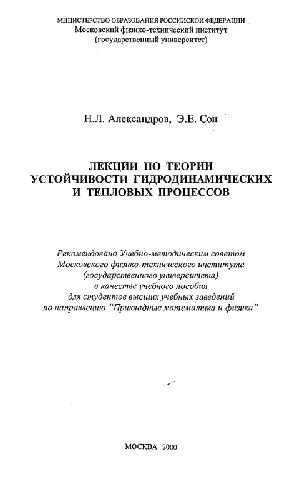 МИНИСТЕРСТВО ОБРАЗОВАНИЯ РОССИЙСКОЙ ФЕДЕРАЦИИ
Московский физико-технический институт
(государственный университет)
Н.Л. Александров, Э.Е. Сон
ЛЕКЦИИ ПО ТЕОРИИ
УСТОЙЧИВОСТИ ГИДРОДИНАМИЧЕСКИХ
И ТЕПЛОВЫХ ПРОЦЕССОВ
Рекомендовано Учебно-методическим советом
Московского физико-технического института
(государственного университета)
в качестве учебного пособия
для студентов высших учебных заведений
по направлению "Прикладные математика и физика"
МОСКВА 2000